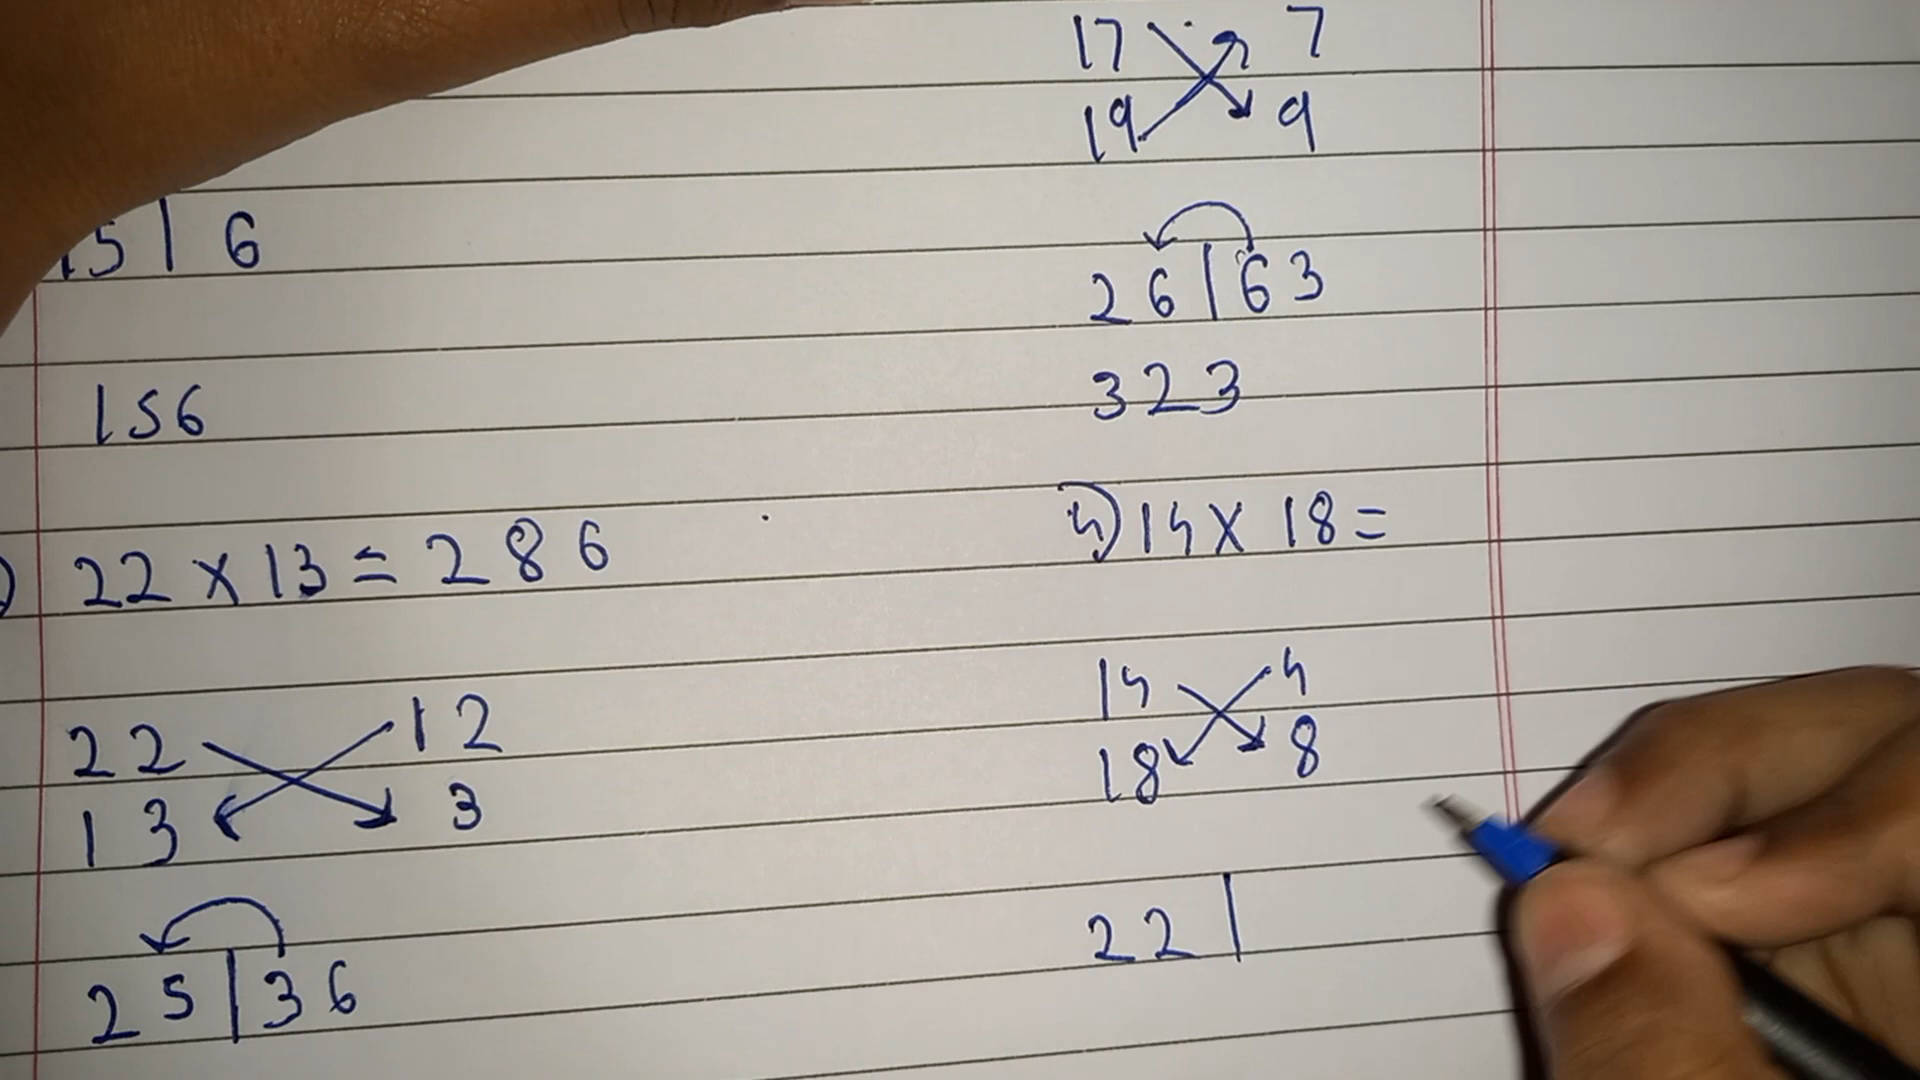 15 | 6
156
22 x 13 = 286
22 12
13 3
25 | 36
17 7
19 9
26 | 63
323
4) 14 x 18 =
14 4
18 8
22 |